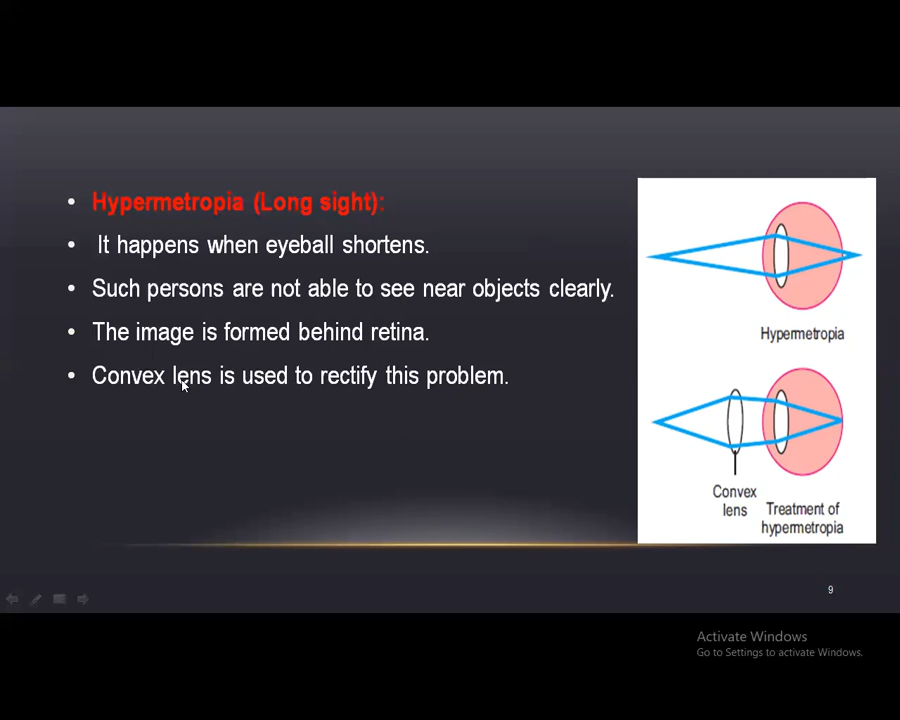 Hypermetropia (Long sight):
It happens when eyeball shortens.
Such persons are not able to see near objects clearly.
The image is formed behind retina.
Convex lens is used to rectify this problem.
Hypermetropia
Convex
lens
Treatment of
hypermetropia
9
Activate Windows
Go to Settings to activate Windows.